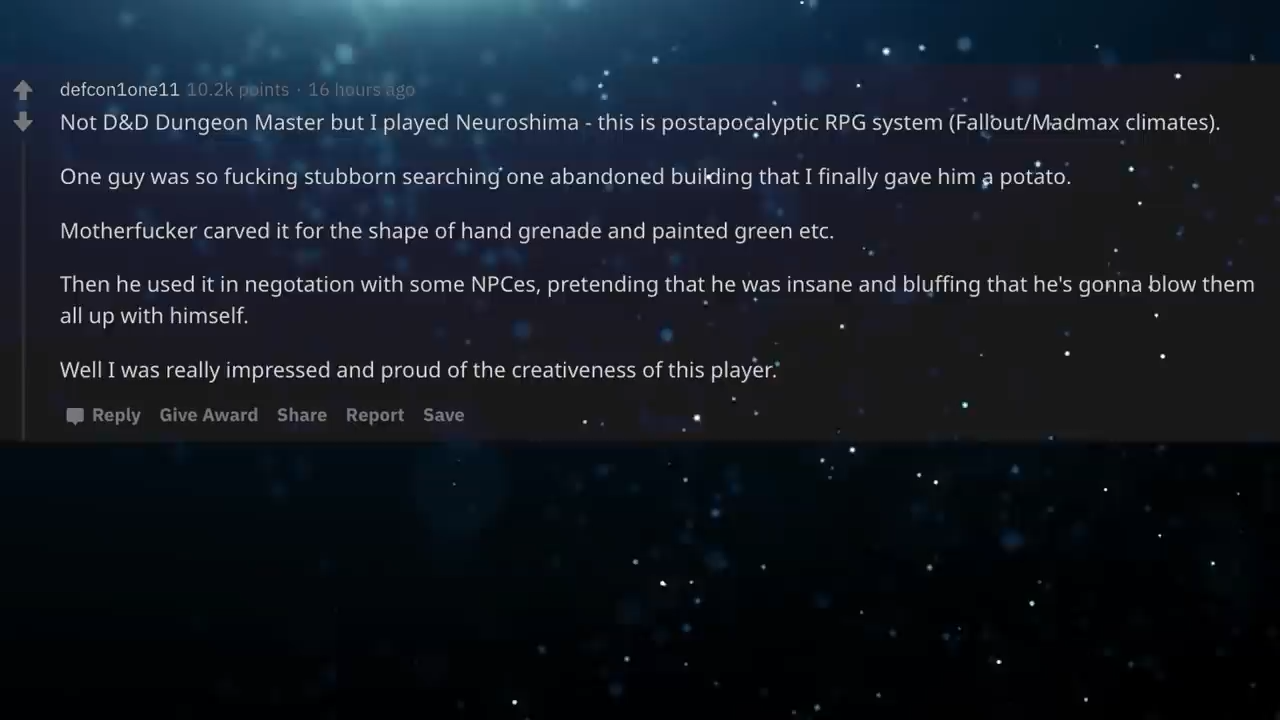 defcon1one11 10.2k points · 16 hours ago
Not D&D Dungeon Master but I played Neuroshima - this is postapocalyptic RPG system (Fallout/Madmax climates).
One guy was so fucking stubborn searching one abandoned building that I finally gave him a potato.
Motherfucker carved it for the shape of hand grenade and painted green etc.
Then he used it in negotation with some NPCes, pretending that he was insane and bluffing that he's gonna blow them
all up with himself.
Well I was really impressed and proud of the creativeness of this player.
Reply Give Award Share Report Save